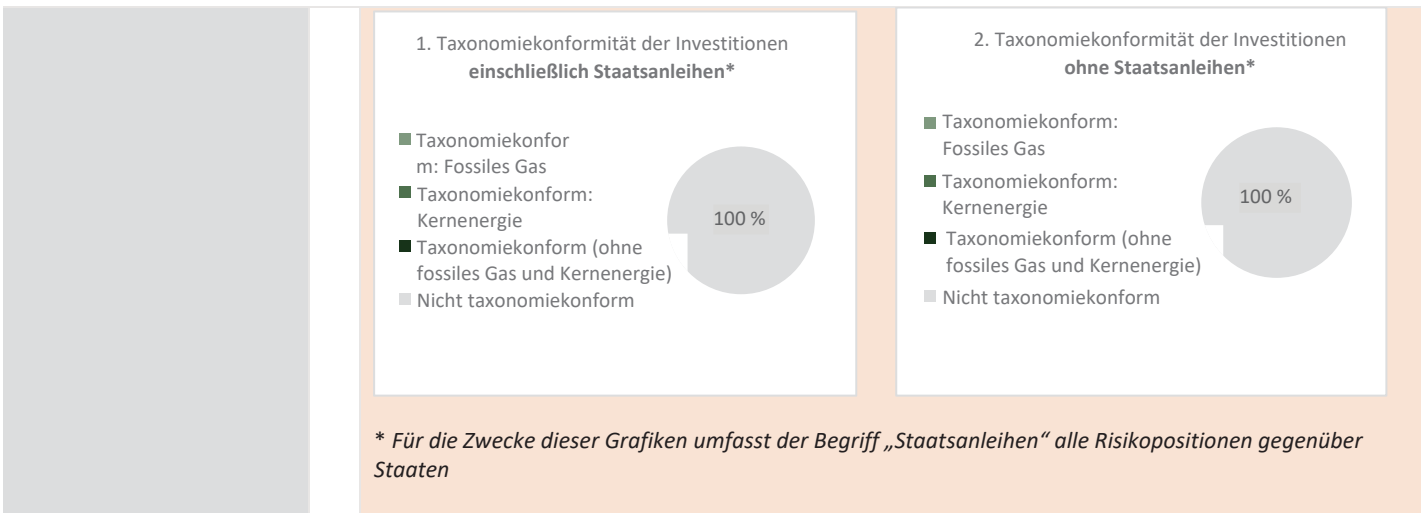 1. Taxonomiekonformität der Investitionen
einschließlich Staatsanleihen*
Taxonomiekonfor
m: Fossiles Gas
Taxonomiekonform:
Kernenergie
Taxonomiekonform (ohne
fossiles Gas und Kernenergie)
Nicht taxonomiekonform
100 %
2. Taxonomiekonformität der Investitionen
ohne Staatsanleihen*
Taxonomiekonform:
Fossiles Gas
Taxonomiekonform:
Kernenergie
Taxonomiekonform (ohne
fossiles Gas und Kernenergie)
Nicht taxonomiekonform
100 %
* Für die Zwecke dieser Grafiken umfasst der Begriff „Staatsanleihen“ alle Risikopositionen gegenüber
Staaten